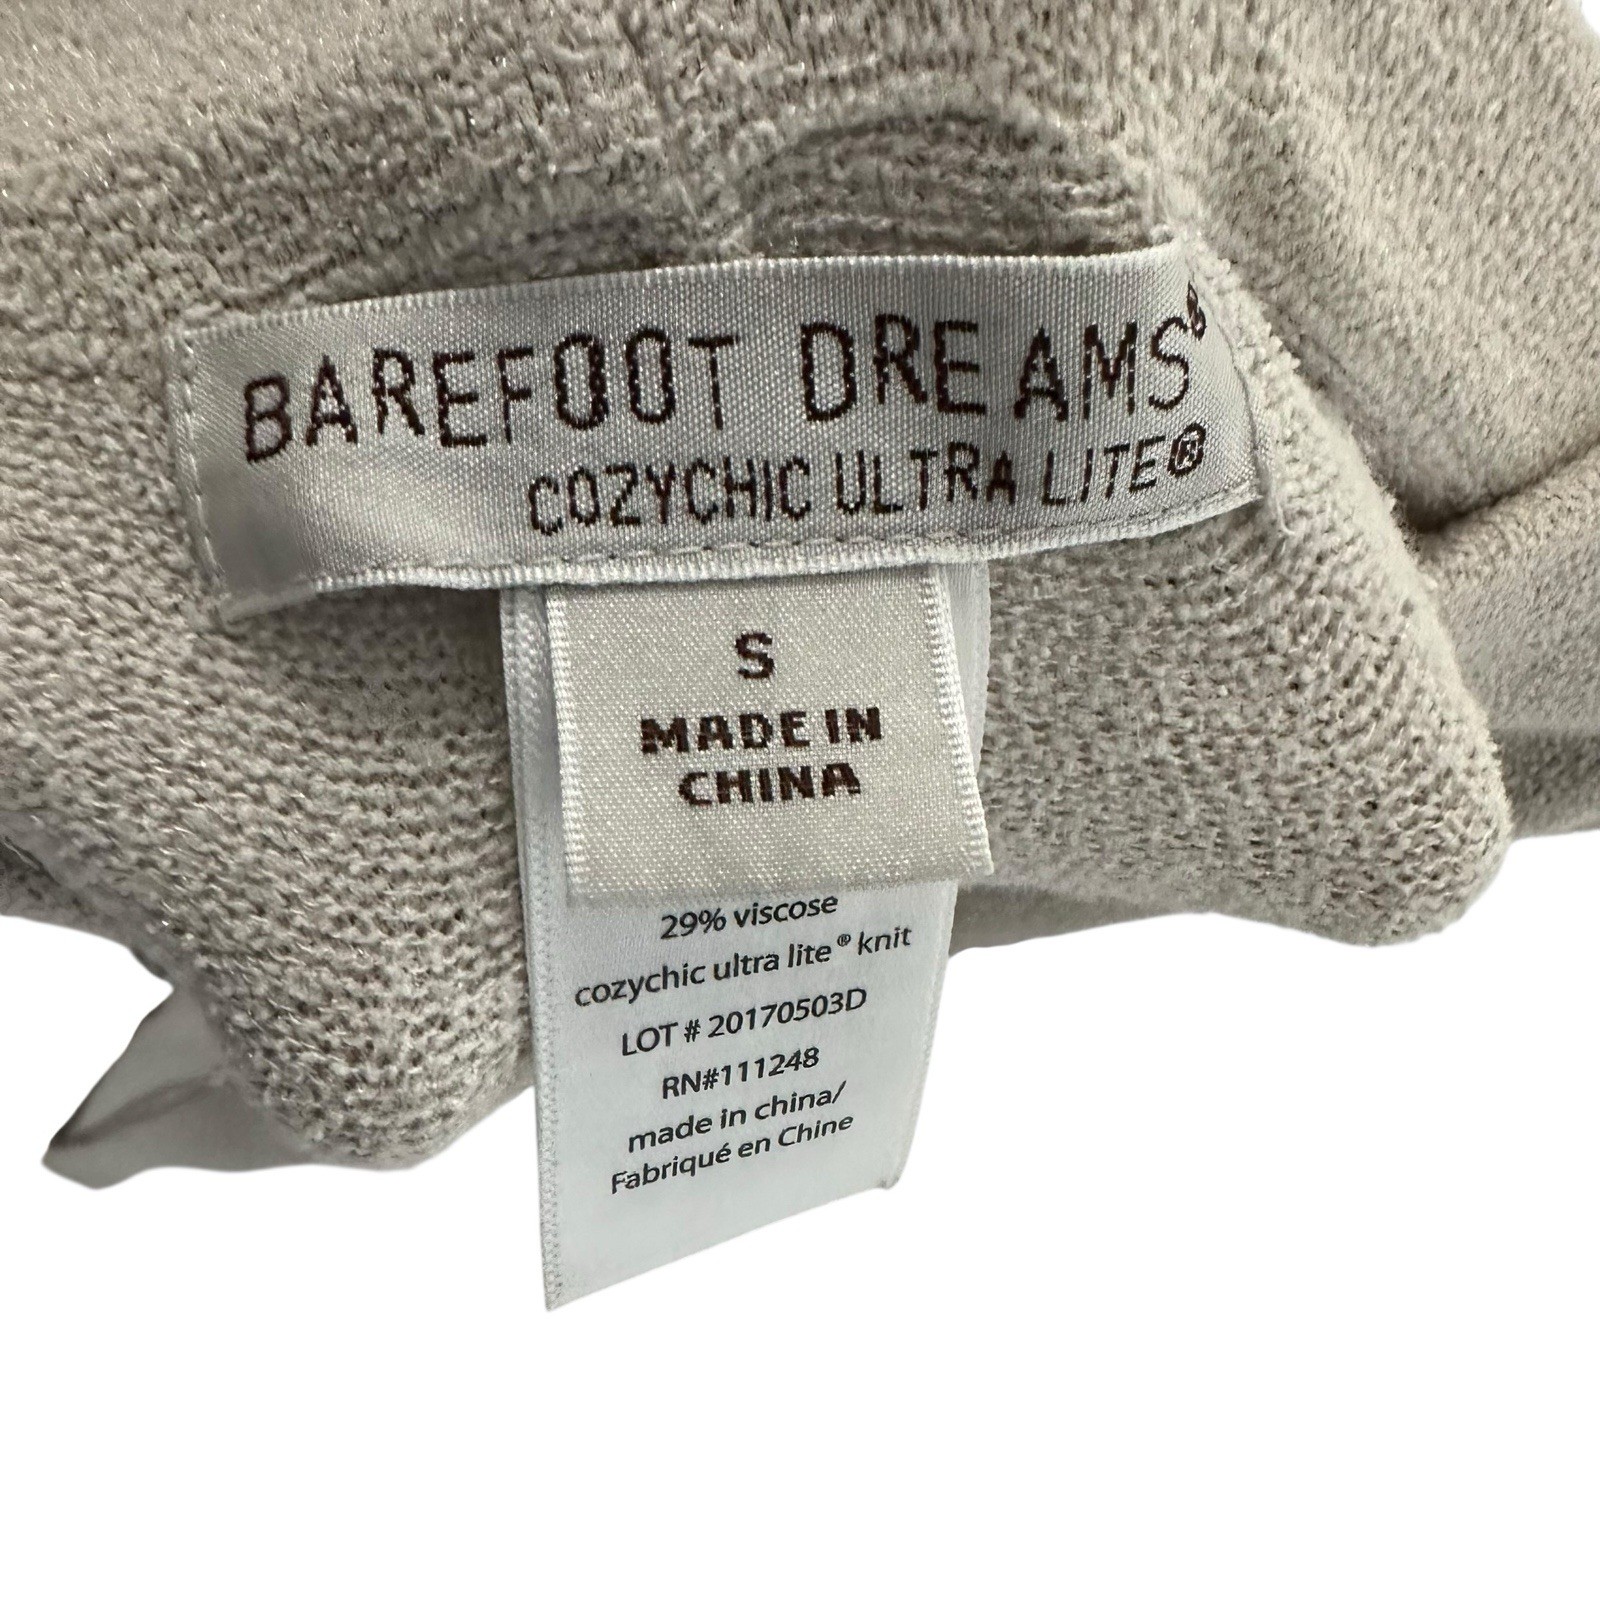 BAREFOOT DREAMS®
COZYCHIC ULTRA LITE®
S
MADE IN
CHINA
29% viscose
cozychic ultra lite® knit
LOT # 20170503D
RN#111248
made in china/
Fabriqué en Chine